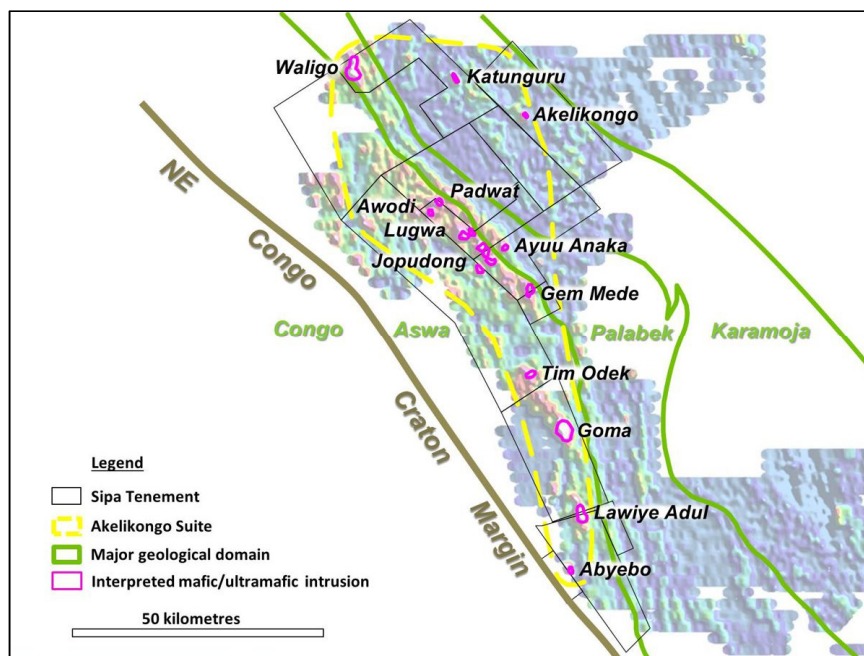 Waligo
Katunguru
Akelikongo
NE
Congo
Craton
Margin
Padwat
Awodi
Lugwa
Ayuu Anaka
Jopudong
Gem Mede
Congo
Aswa
Palabek
Karamoja
Tim Odek
Goma
Lawiye Adul
Abyebo
Legend
Sipa Tenement
Akelikongo Suite
Major geological domain
Interpreted mafic/ultramafic intrusion
50 kilometres